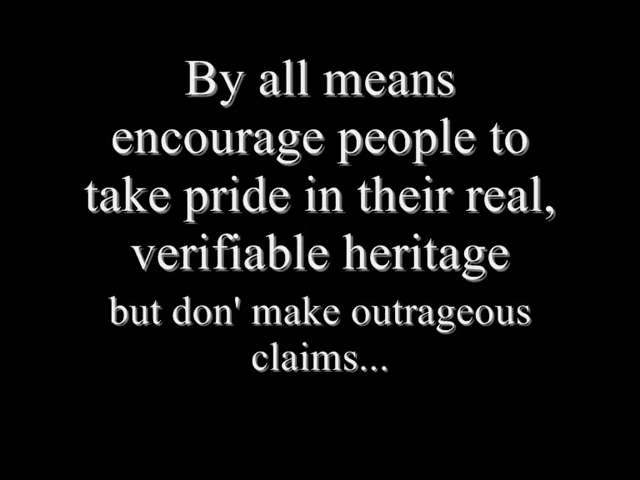 By all means
encourage people to
take pride in their real,
verifiable heritage
but don' make outrageous
claims...